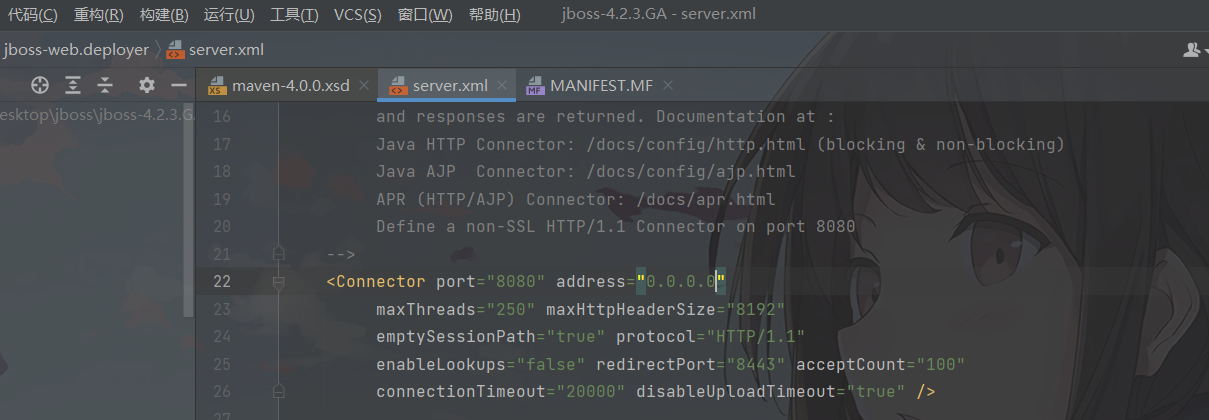 代码(C) 重构(R) 构建(B) 运行(U) 工具(T) VCS(S) 窗口(W) 帮助(H) jboss-4.2.3.GA - server.xml
jboss-web.deployer server.xml
maven-4.0.0.xsd server.xml MANIFEST.MF
esktop\jboss\jboss-4.2.3.GA
16 and responses are returned. Documentation at :
17 Java HTTP Connector: /docs/config/http.html (blocking & non-blocking)
18 Java AJP  Connector: /docs/config/ajp.html
19 APR (HTTP/AJP) Connector: /docs/apr.html
20 Define a non-SSL HTTP/1.1 Connector on port 8080
21 -->
22 <Connector port="8080" address="0.0.0.0"
23 maxThreads="250" maxHttpHeaderSize="8192"
24 emptySessionPath="true" protocol="HTTP/1.1"
25 enableLookups="false" redirectPort="8443" acceptCount="100"
26 connectionTimeout="20000" disableUploadTimeout="true" />
27